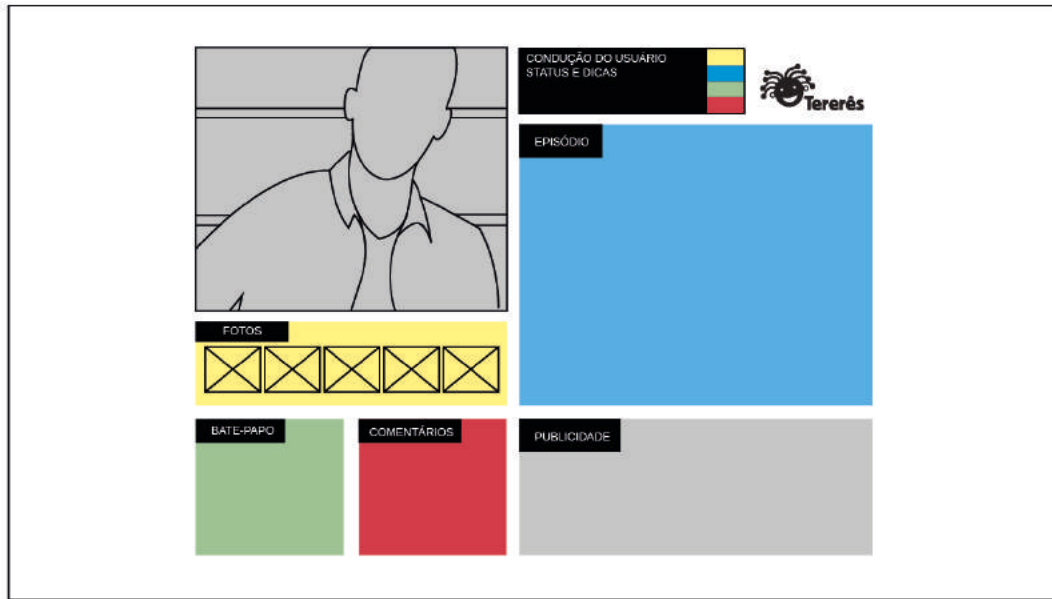 CONDUÇÃO DO USUÁRIO
STATUS E DICAS
Tererês
EPISÓDIO
FOTOS
BATE-PAPO
COMENTÁRIOS
PUBLICIDADE